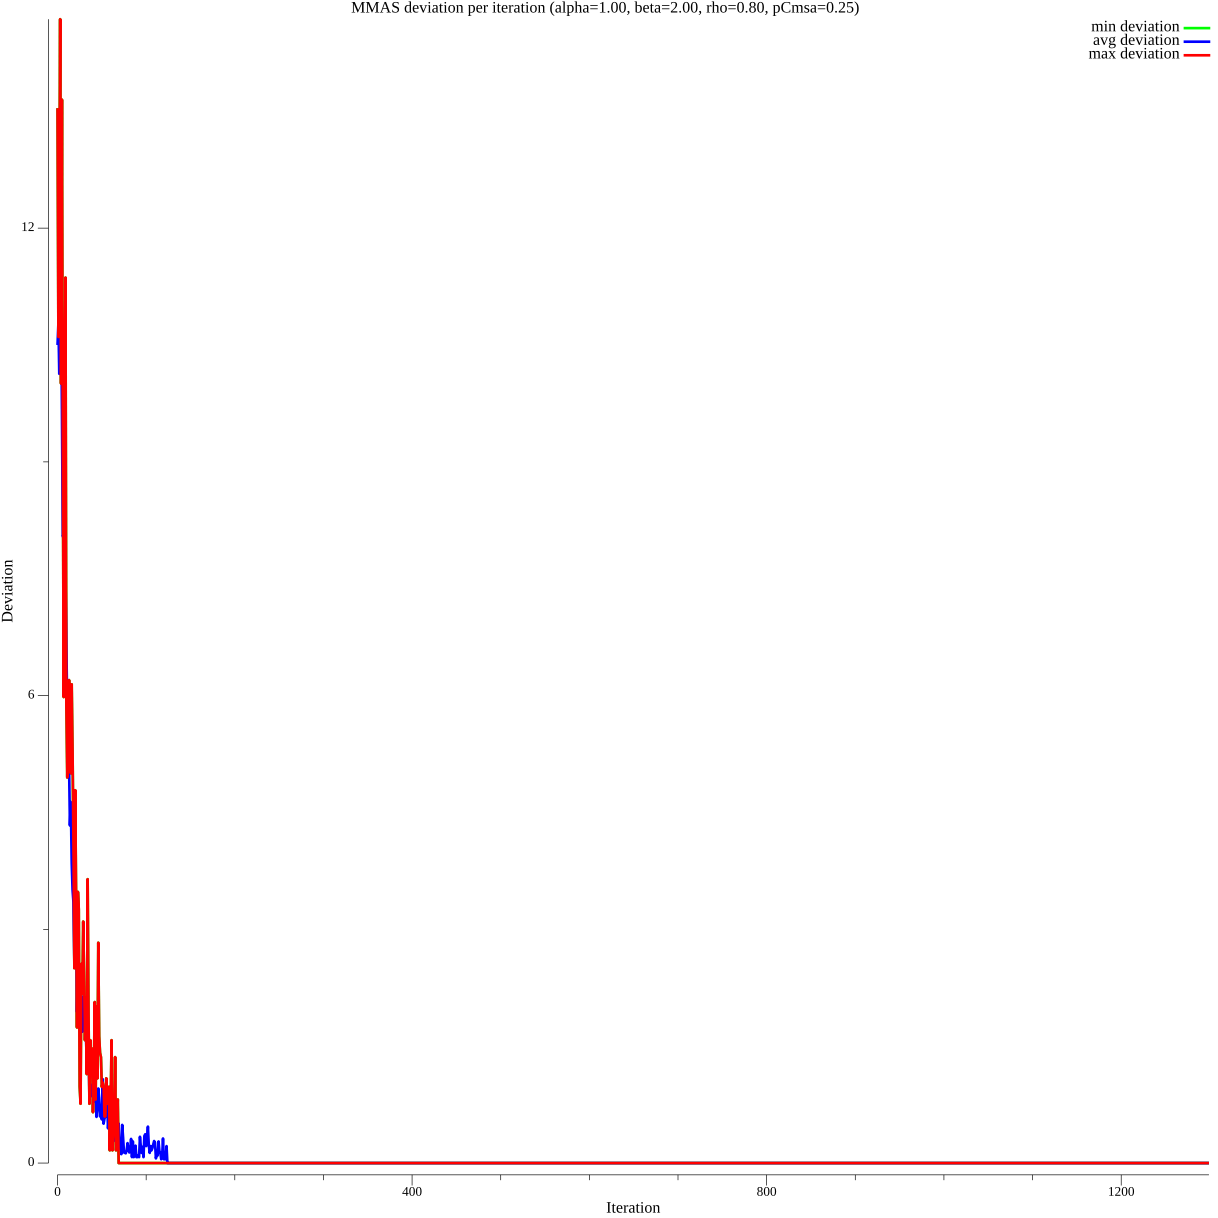 MMAS deviation per iteration (alpha=1.00, beta=2.00, rho=0.80, pCmsa=0.25)
min deviation
avg deviation
max deviation
12
6
0
Deviation
0 400 800 1200
Iteration